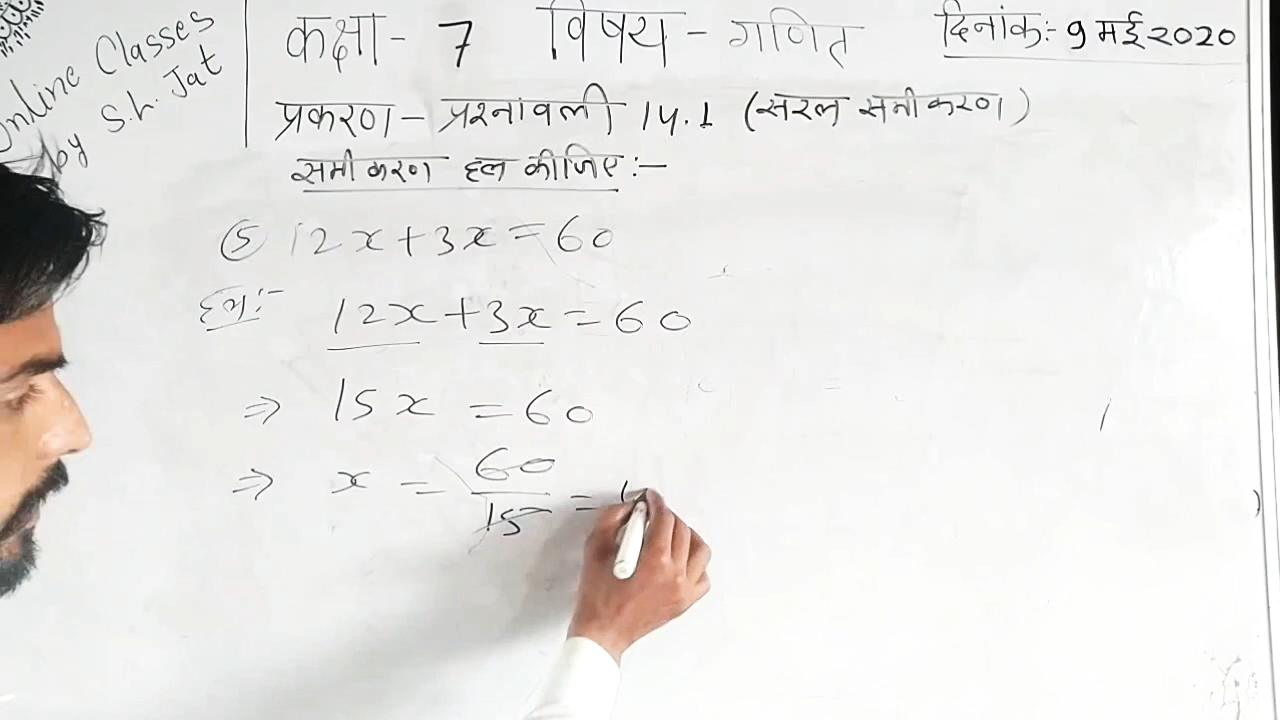 Online Classes
by S.L. Jat
कक्षा- 7 विषय - गणित दिनांक:- 9 मई 2020
प्रकरण - प्रश्नावली 14.1 (सरल समीकरण)
समीकरण हल कीजिए:-
⑤ 12x+3x=60
हल:- 12x+3x=60
⇒ 15x = 60
⇒ x = 60/15 =